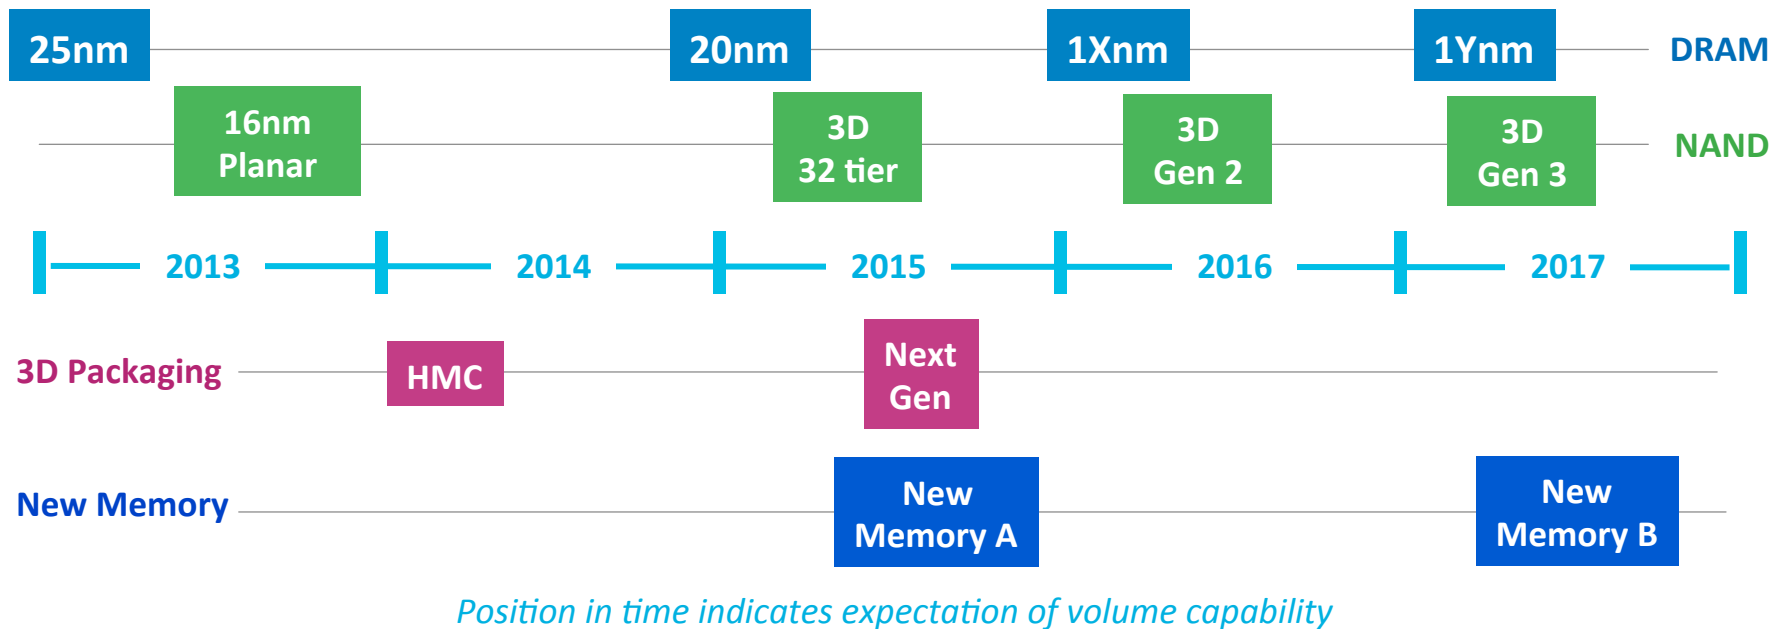 25nm
20nm
1Xnm
1Ynm
DRAM
16nm
Planar
3D
32 tier
3D
Gen 2
3D
Gen 3
NAND
2013
2014
2015
2016
2017
3D Packaging
HMC
Next
Gen
New Memory
New
Memory A
New
Memory B
Position in time indicates expectation of volume capability